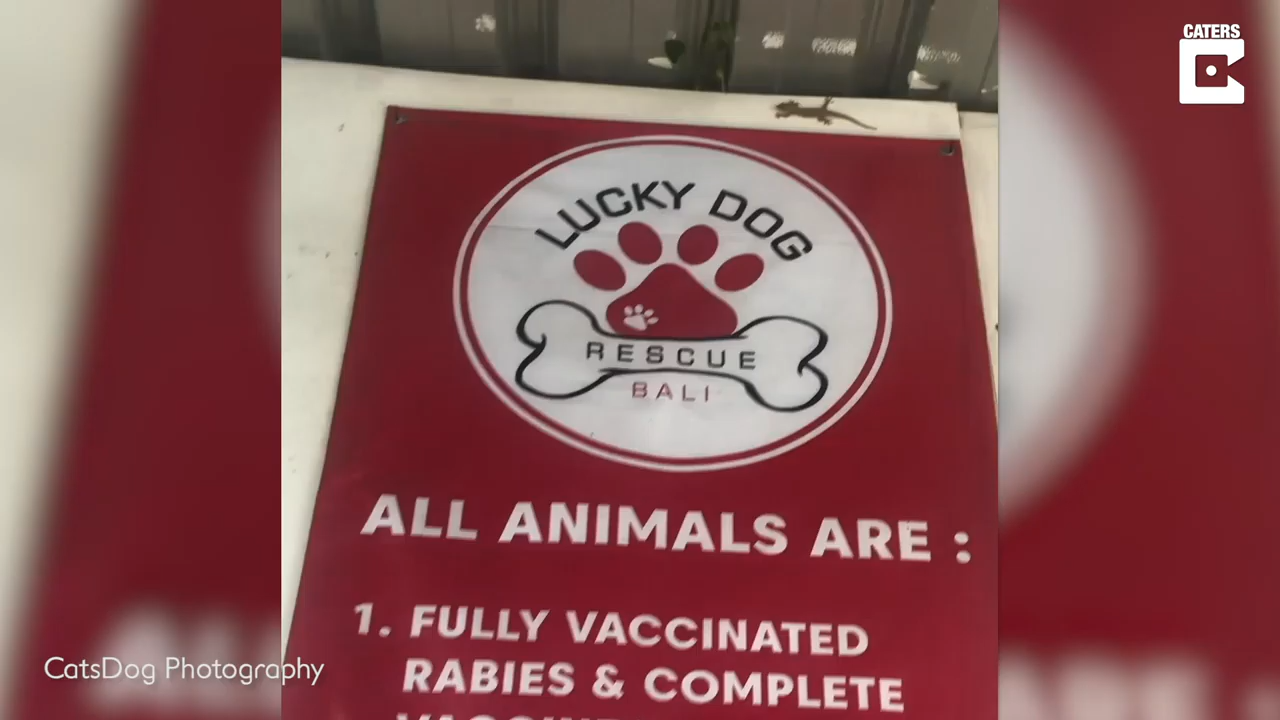 CATERS
LUCKY DOG
RESCUE
BALI
ALL ANIMALS ARE :
1. FULLY VACCINATED
RABIES & COMPLETE
CatsDog Photography